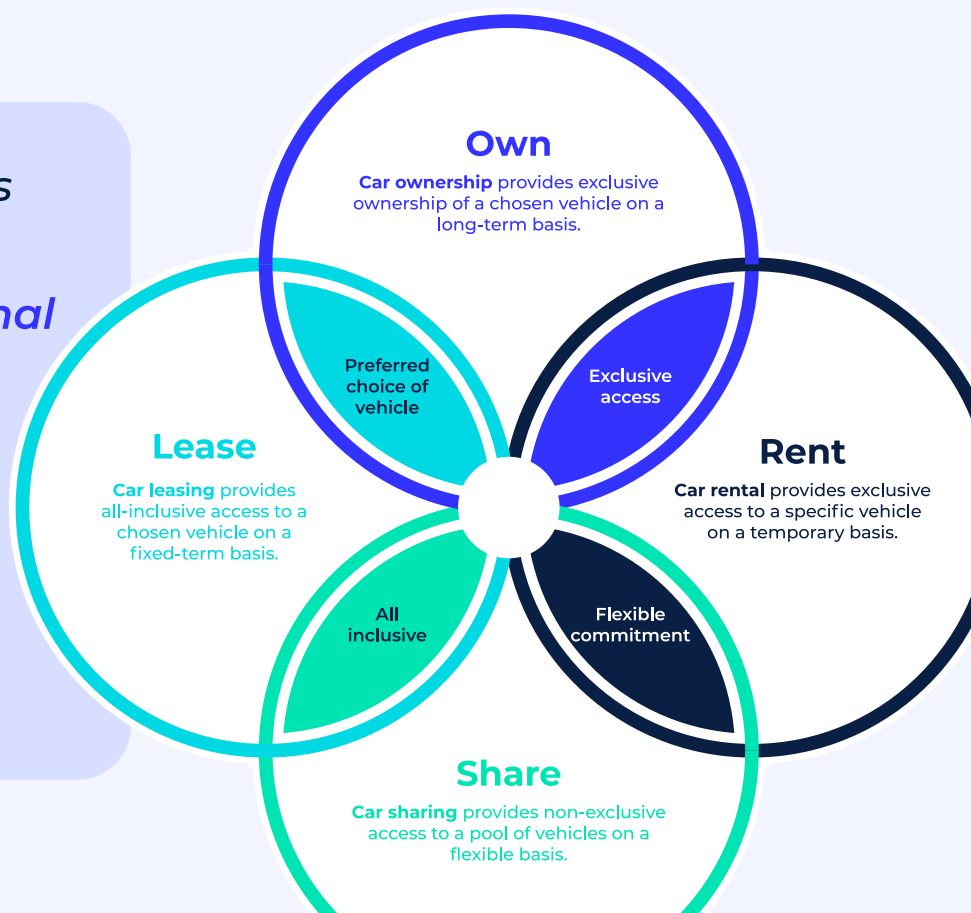 Own
Car ownership provides exclusive
ownership of a chosen vehicle on a
long-term basis.
Preferred
choice of
vehicle
Exclusive
access
Lease
Car leasing provides
all-inclusive access to a
chosen vehicle on a
fixed-term basis.
Rent
Car rental provides exclusive
access to a specific vehicle
on a temporary basis.
All
inclusive
Flexible
commitment
Share
Car sharing provides non-exclusive
access to a pool of vehicles on a
flexible basis.